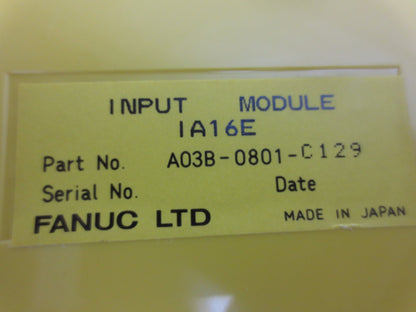 INPUT MODULE
IA16E
Part No. A03B-0801-C129
Serial No. Date
FANUC LTD MADE IN JAPAN